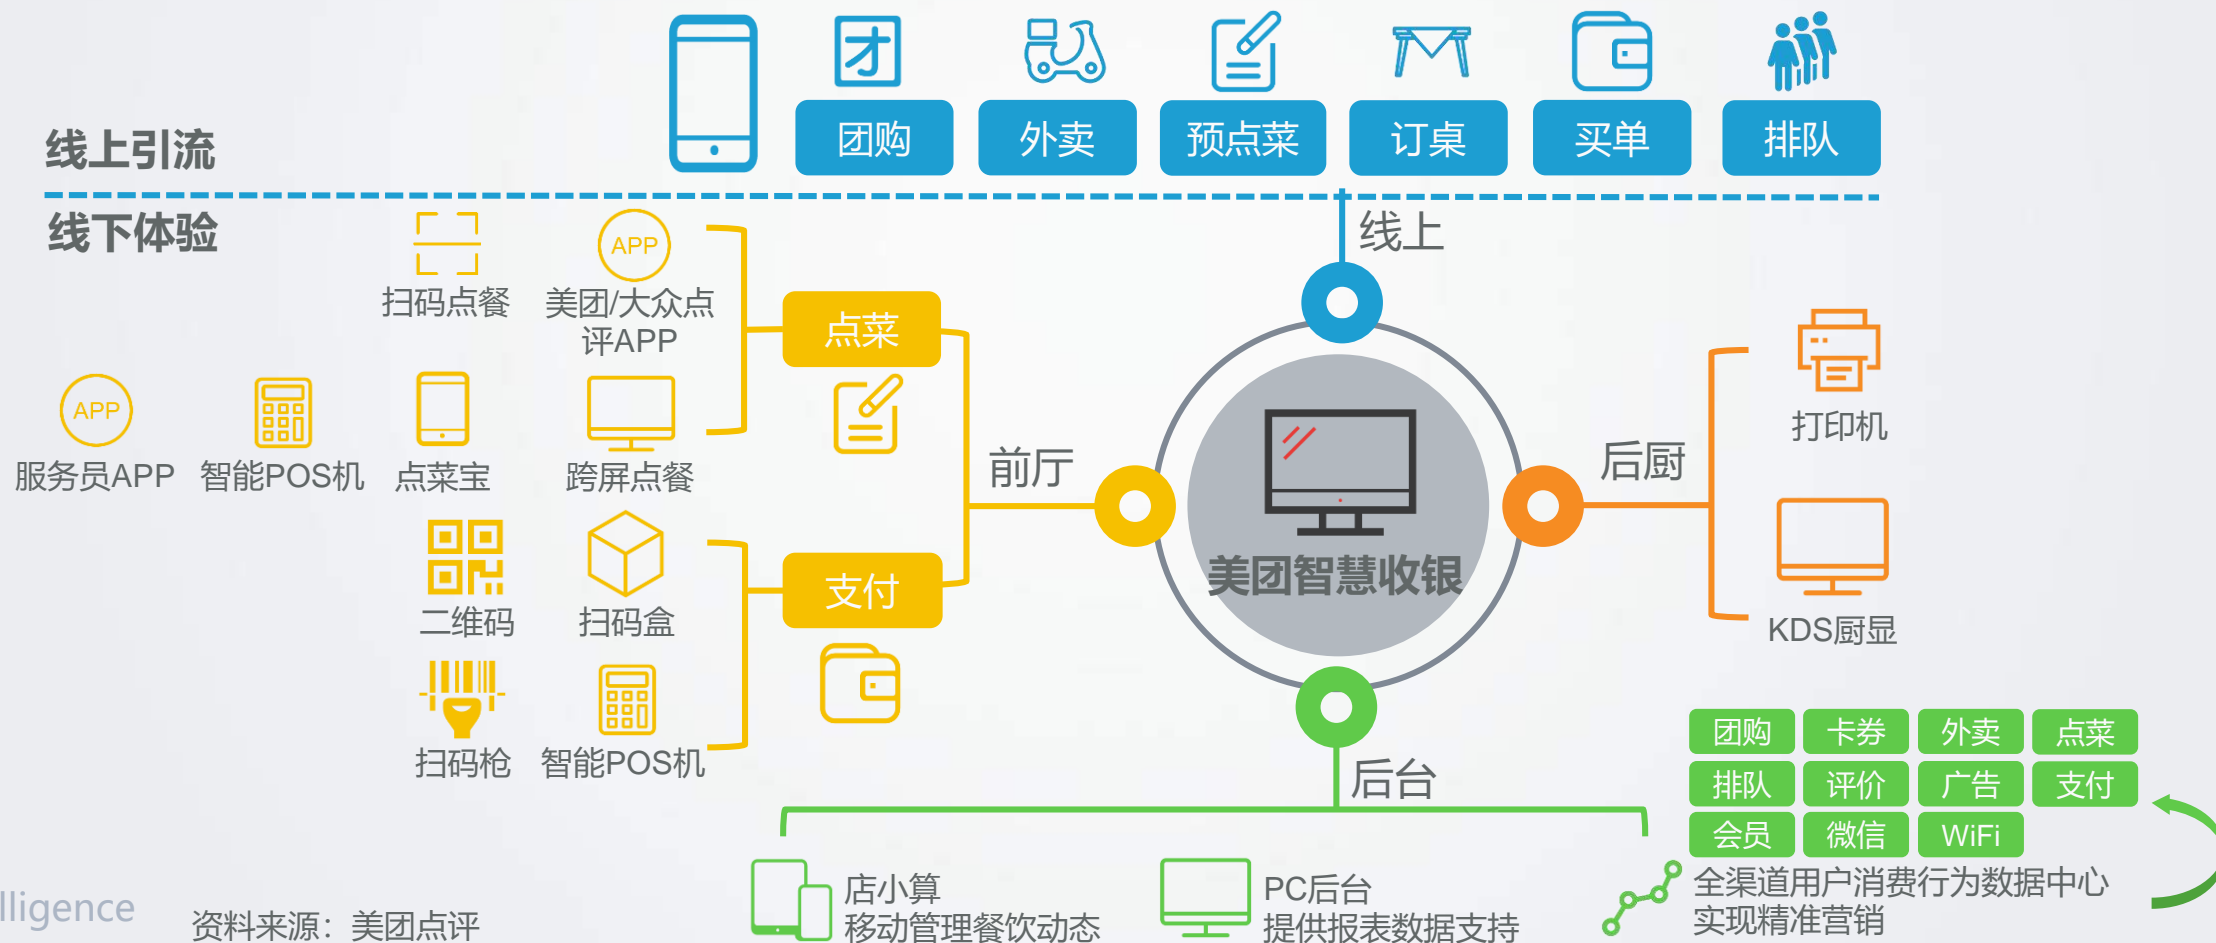 团
团购
外卖
预点菜
订桌
买单
排队
线上引流
线下体验
线上
扫码点餐
APP
美团/大众点
评APP
点菜
APP
服务员APP
智能POS机
点菜宝
跨屏点餐
前厅
二维码
扫码盒
支付
扫码枪
智能POS机
美团智慧收银
后厨
打印机
KDS厨显
后台
团购
卡券
外卖
点菜
排队
评价
广告
支付
会员
微信
WiFi
店小算
移动管理餐饮动态
PC后台
提供报表数据支持
全渠道用户消费行为数据中心
实现精准营销
lligence
资料来源：美团点评